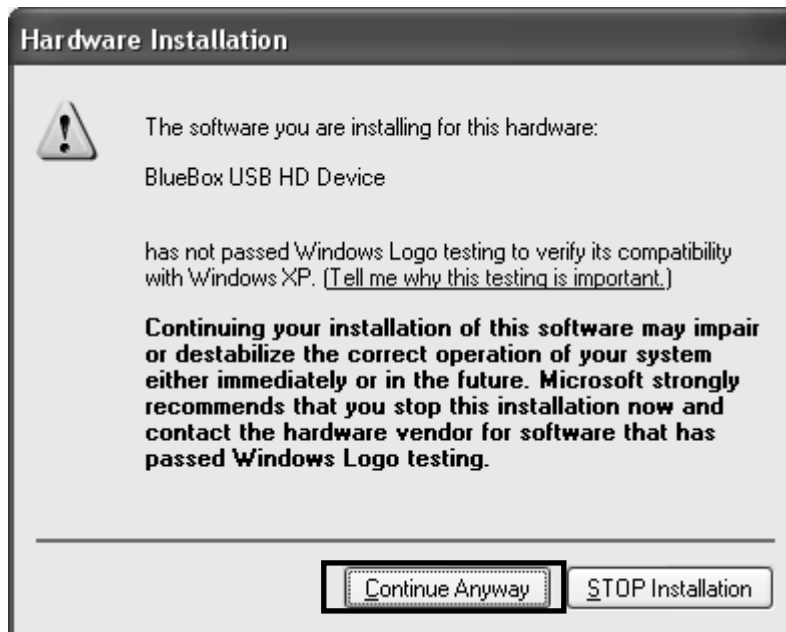 Hardware Installation
The software you are installing for this hardware:
BlueBox USB HD Device
has not passed Windows Logo testing to verify its compatibility
with Windows XP. (Tell me why this testing is important.)
Continuing your installation of this software may impair
or destabilize the correct operation of your system
either immediately or in the future. Microsoft strongly
recommends that you stop this installation now and
contact the hardware vendor for software that has
passed Windows Logo testing.
Continue Anyway
STOP Installation